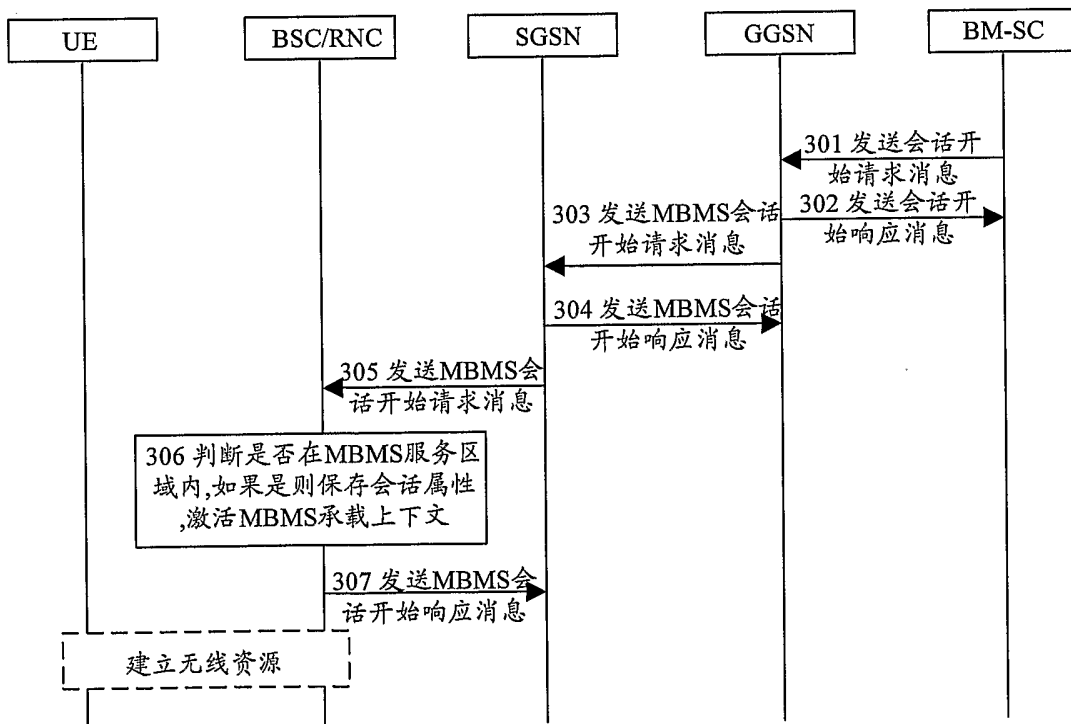 UE
BSC/RNC
SGSN
GGSN
BM-SC
301 发送会话开
始请求消息
302 发送会话开
始响应消息
303 发送MBMS会话
开始请求消息
304 发送MBMS会话
开始响应消息
305 发送MBMS会
话开始请求消息
306 判断是否在MBMS服务区
域内,如果是则保存会话属性
,激活MBMS承载上下文
307 发送MBMS会
话开始响应消息
建立无线资源